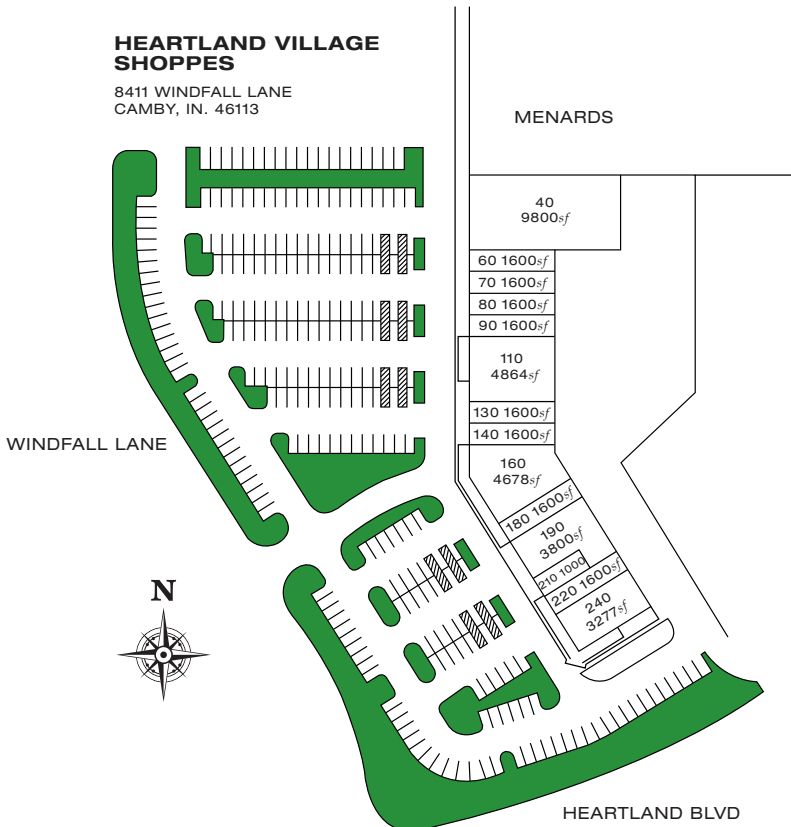 HEARTLAND VILLAGE
SHOPPES
8411 WINDFALL LANE
CAMBY, IN. 46113
MENARDS
40
9800sf
60 1600sf
70 1600sf
80 1600sf
90 1600sf
110
4864sf
130 1600sf
140 1600sf
WINDFALL LANE
160
4678sf
180 1600sf
190
3800sf
210 1000
220 1600sf
240
3277sf
N
HEARTLAND BLVD